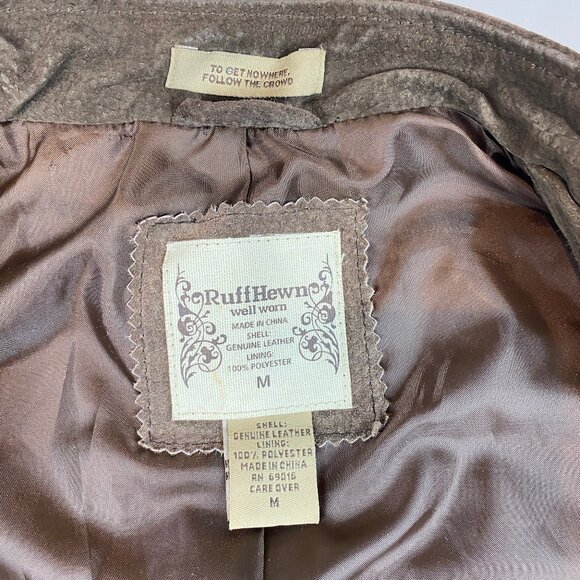 TO GET NOWHERE,
FOLLOW THE CROWD
RuffHewn
well worn
MADE IN CHINA
SHELL:
GENUINE LEATHER
LINING:
100% POLYESTER
M
SHELL:
GENUINE LEATHER
LINING:
100% POLYESTER
MADE IN CHINA
RN 69016
CARE OVER
M